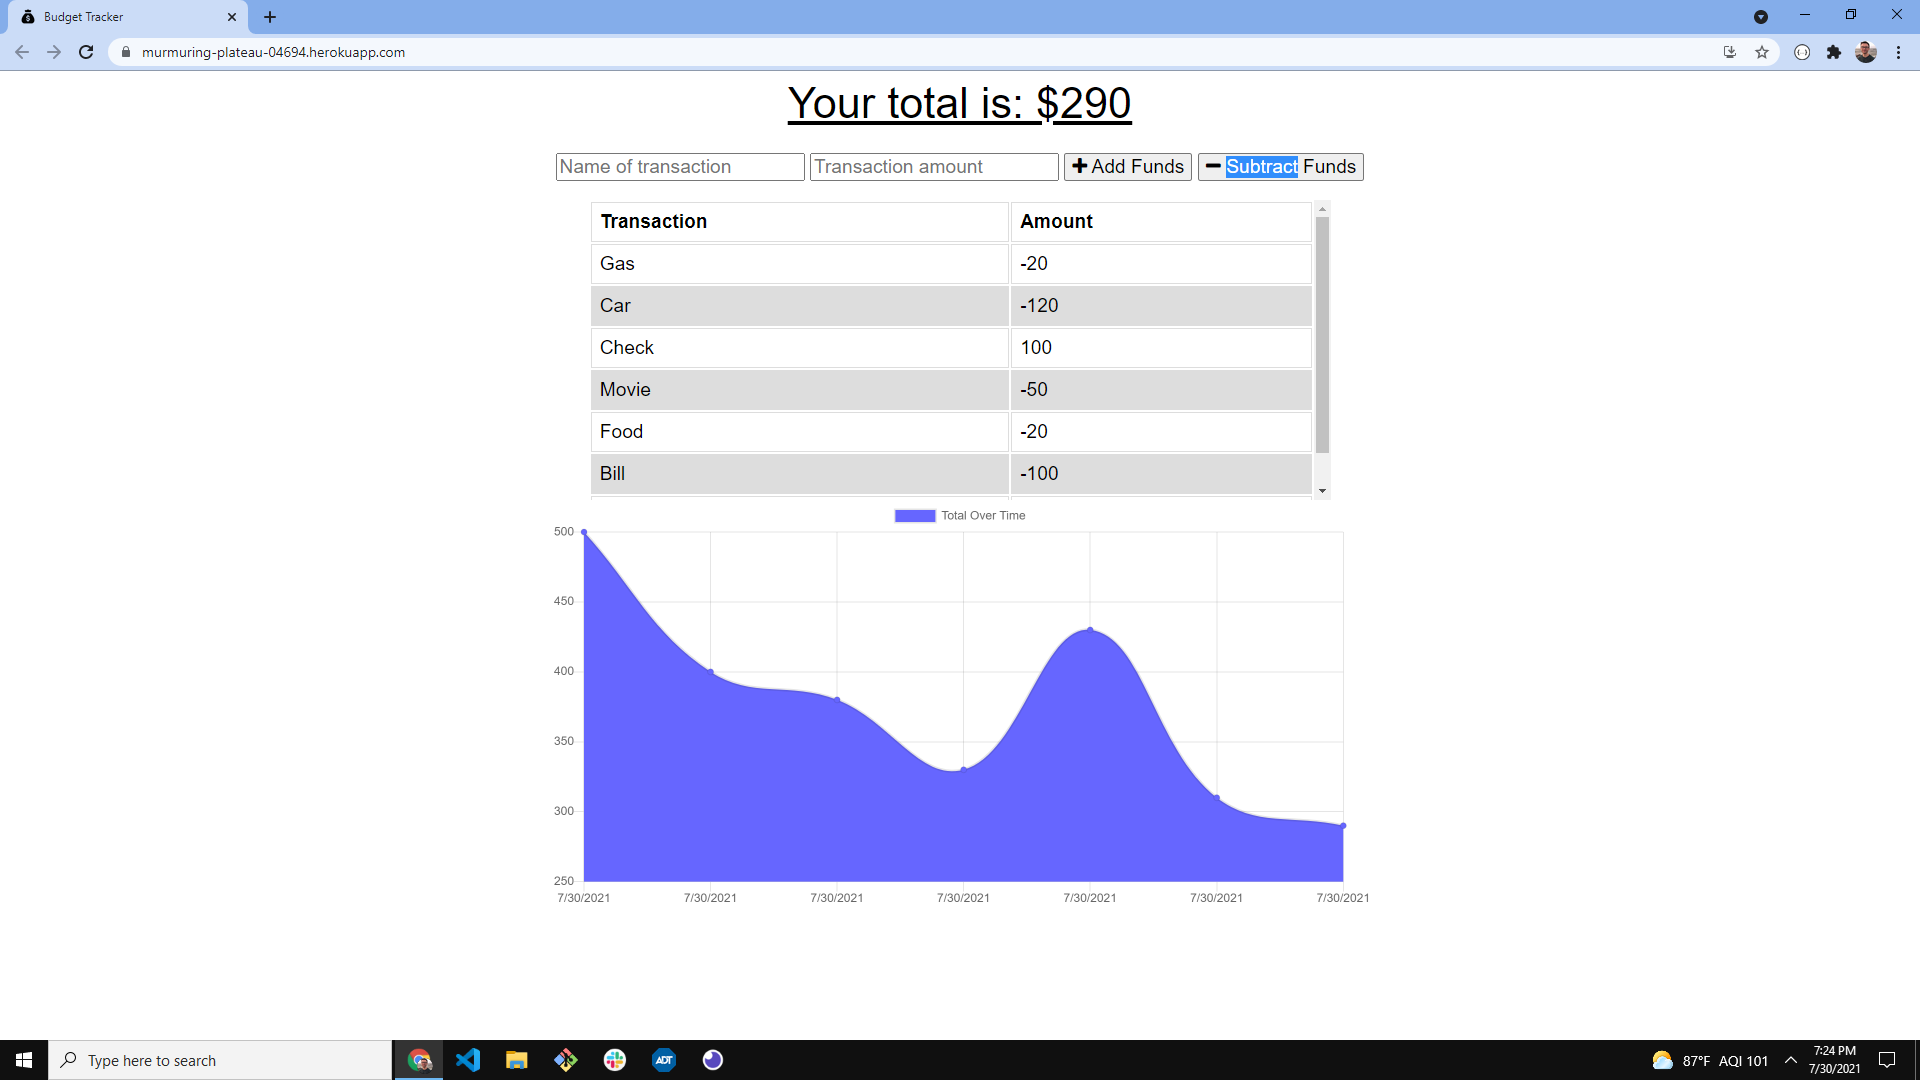 Budget Tracker
murmuring-plateau-04694.herokuapp.com
Your total is: $290
Name of transaction Transaction amount Add Funds Subtract Funds
Transaction Amount
Gas -20
Car -120
Check 100
Movie -50
Food -20
Bill -100
Total Over Time
500
450
400
350
300
250
7/30/2021 7/30/2021 7/30/2021 7/30/2021 7/30/2021 7/30/2021 7/30/2021
Type here to search ADT 87°F AQI 101 7:24 PM
7/30/2021